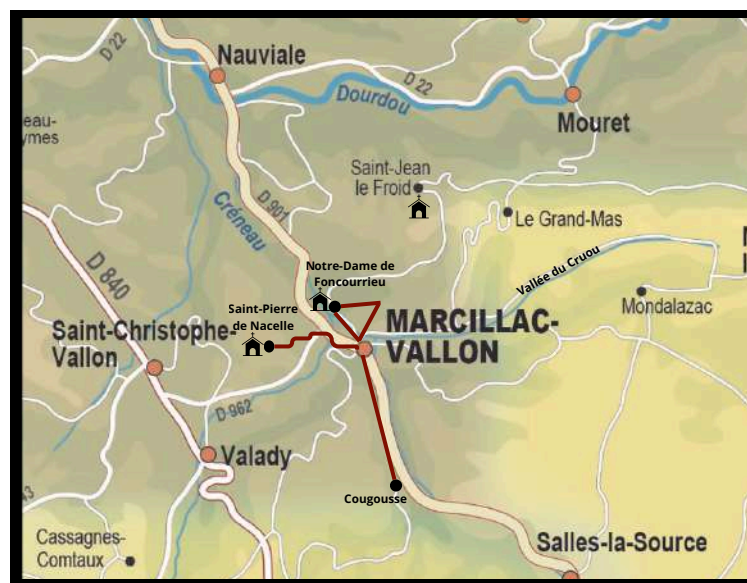 D 22
Nauviale
D 22
Dourdou
Mouret
eau-
ymes
Saint-Jean
le Froid
Créneau
D 901
Le Grand-Mas
D 840
Notre-Dame de
Foncourrieu
Vallée du Cruou
Saint-Pierre
de Nacelle
Mondalazac
Saint-Christophe-
Vallon
MARCILLAC-
VALLON
D 962
Valady
Cougousse
Cassagnes-
Comtaux
Salles-la-Source